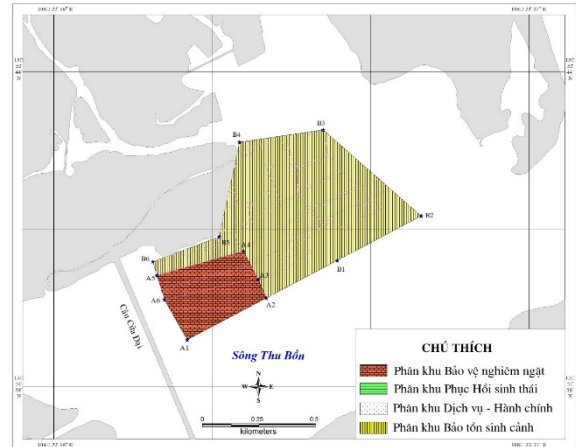 B3
B4
B2
B5
A4
B1
B6
A5
A3
A6
A2
A1
Cầu Cửa Đại
Sông Thu Bồn
N
W E
S
0 0.25 0.5
kilometers
CHÚ THÍCH
Phân khu Bảo vệ nghiêm ngặt
Phân khu Phục Hồi sinh thái
Phân khu Dịch vụ - Hành chính
Phân khu Bảo tồn sinh cảnh